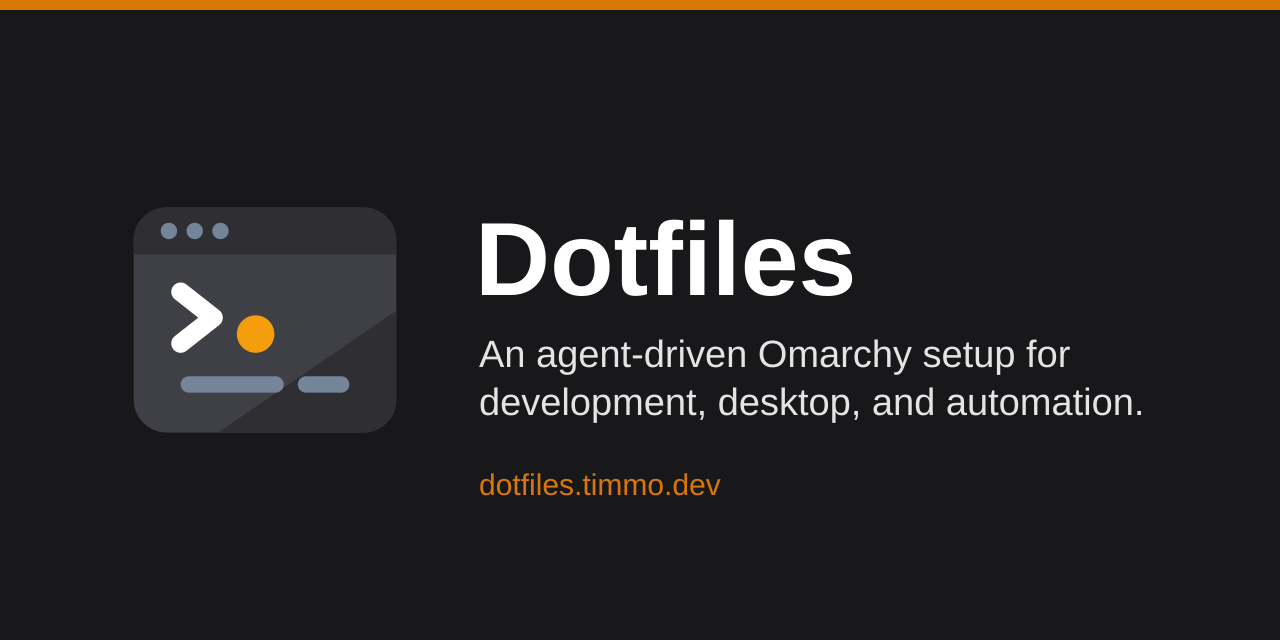 Dotfiles
An agent-driven Omarchy setup for
development, desktop, and automation.
dotfiles.timmo.dev